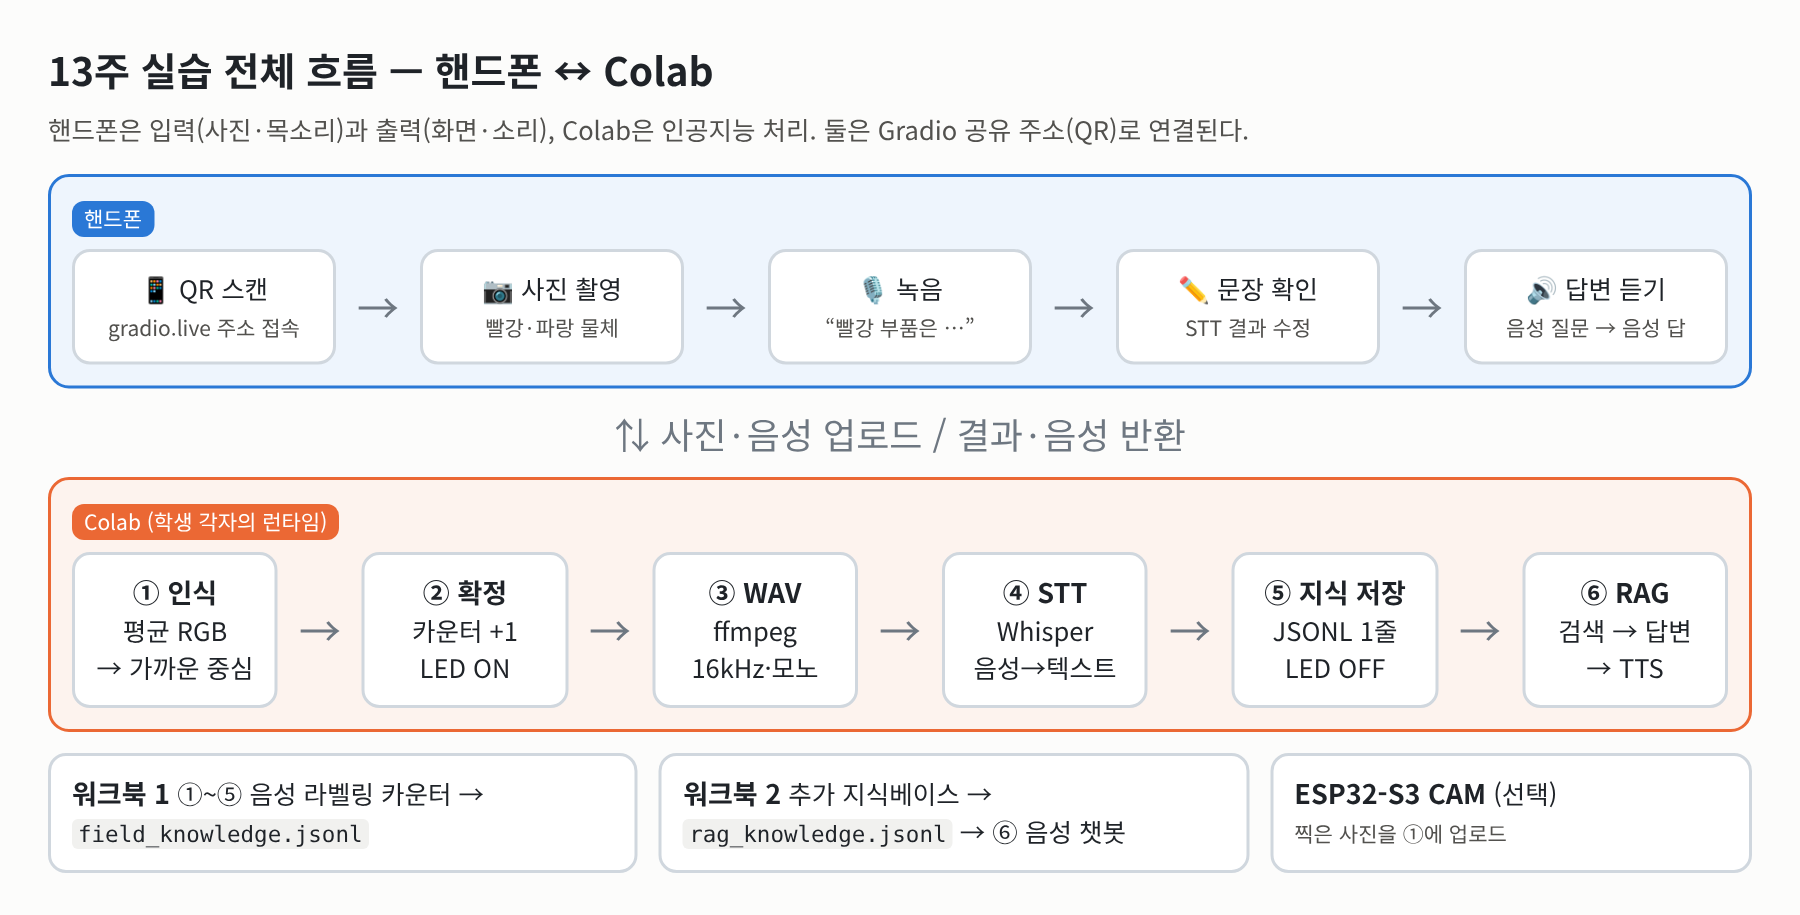 13주 실습 전체 흐름 — 핸드폰 ↔ Colab
핸드폰은 입력(사진·목소리)과 출력(화면·소리), Colab은 인공지능 처리. 둘은 Gradio 공유 주소(QR)로 연결된다.
핸드폰
📱 QR 스캔
gradio.live 주소 접속
→
📷 사진 촬영
빨강·파랑 물체
→
🎙️ 녹음
“빨강 부품은 …”
→
✏️ 문장 확인
STT 결과 수정
→
🔊 답변 듣기
음성 질문 → 음성 답
⇅ 사진·음성 업로드 / 결과·음성 반환
Colab (학생 각자의 런타임)
① 인식
평균 RGB
→ 가까운 중심
→
② 확정
카운터 +1
LED ON
→
③ WAV
ffmpeg
16kHz·모노
→
④ STT
Whisper
음성→텍스트
→
⑤ 지식 저장
JSONL 1줄
LED OFF
→
⑥ RAG
검색 → 답변
→ TTS
워크북 1 ①~⑤ 음성 라벨링 카운터 →
field_knowledge.jsonl
워크북 2 추가 지식베이스 →
rag_knowledge.jsonl → ⑥ 음성 챗봇
ESP32-S3 CAM (선택)
찍은 사진을 ①에 업로드